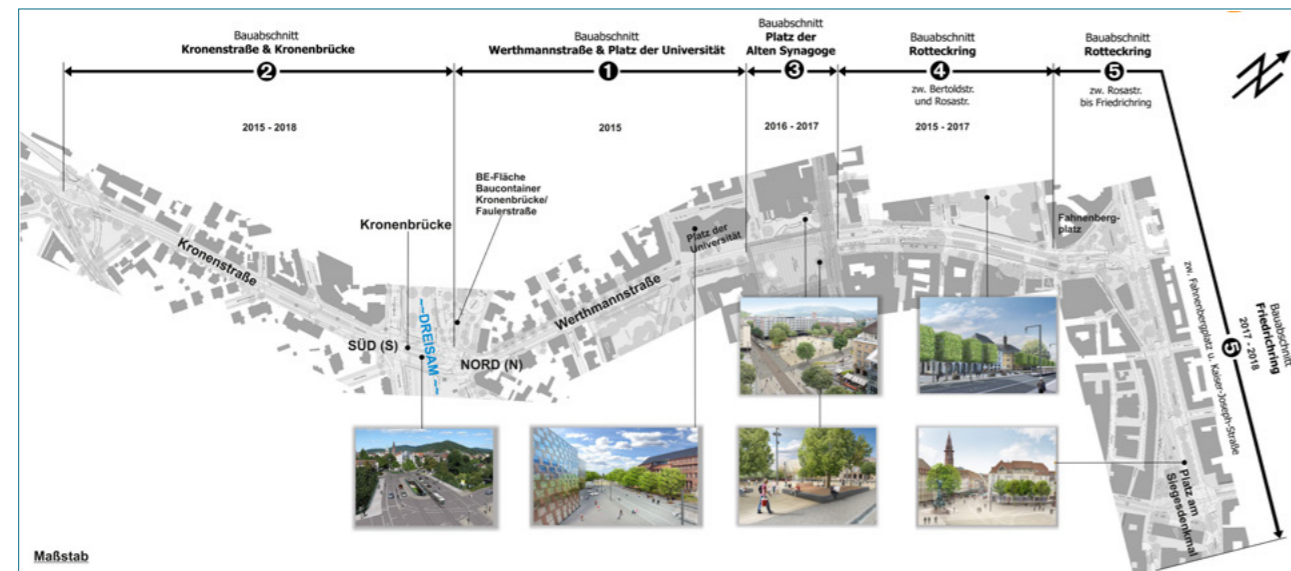 Bauabschnitt
Kronenstraße & Kronenbrücke
2
2015 - 2018
Bauabschnitt
Werthmannstraße & Platz der Universität
1
2015
Bauabschnitt
Platz der
Alten Synagoge
3
2016 - 2017
Bauabschnitt
Rotteckring
4
zw. Bertoldstr.
und Rosastr.
2015 - 2017
Bauabschnitt
Rotteckring
5
zw. Rosastr.
bis Friedrichring
BE-Fläche
Baucontainer
Kronenbrücke/
Faulerstraße
Kronenbrücke
Kronenstraße
SÜD (S)
~DREISAM~
NORD (N)
Werthmannstraße
Platz der
Universität
Fahnenberg-
platz
Bauabschnitt
Friedrichring
2017 - 2018
5
zw. Fahnenbergplatz u. Kaiser-Joseph-Straße
Platz am
Siegesdenkmal
Maßstab